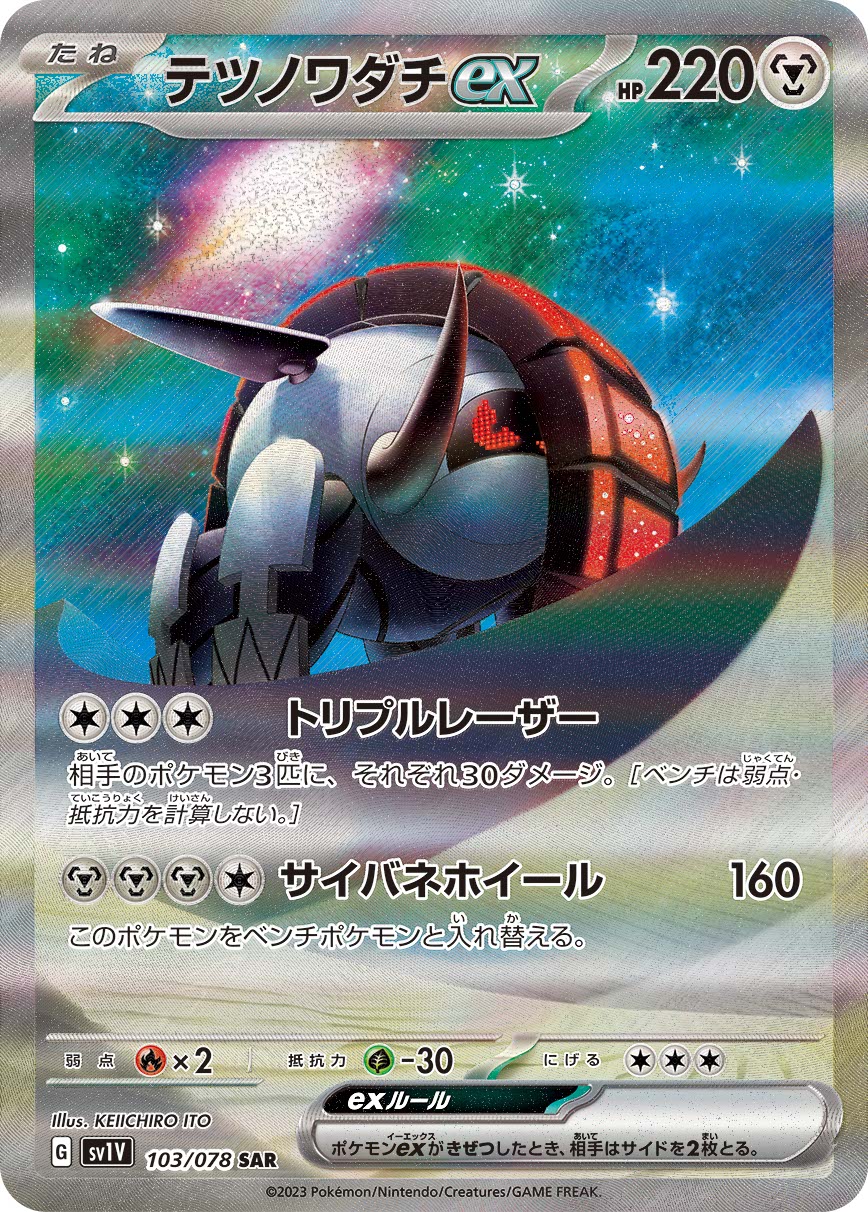 たね テツノワダチex HP220
トリプルレーザー
相手のポケモン3匹に、それぞれ30ダメージ。[ベンチは弱点・
抵抗力を計算しない。]
サイバネホイール 160
このポケモンをベンチポケモンと入れ替える。
弱点 ×2 抵抗力 -30 にげる
exルール
ポケモンexがきぜつしたとき、相手はサイドを2枚とる。
Illus. KEIICHIRO ITO
G sv1V 103/078 SAR
©2023 Pokémon/Nintendo/Creatures/GAME FREAK.